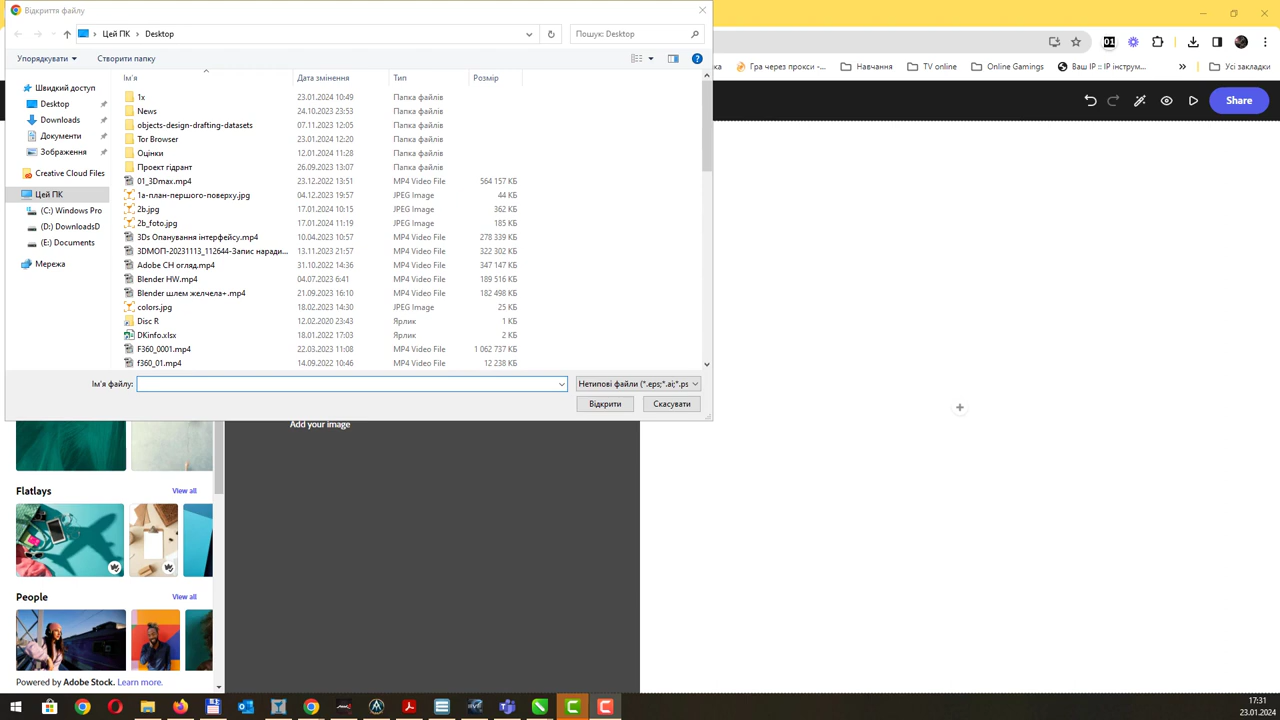 Відкриття файлу
Цей ПК › Desktop
Пошук: Desktop
Упорядкувати
Створити папку
Ім'я Дата змінення Тип Розмір
Швидкий доступ
Desktop
Downloads
Документи
Зображення
Creative Cloud Files
Цей ПК
(C:) Windows Pro
(D:) DownloadsD
(E:) Documents
Мережа
1x 23.01.2024 10:49 Папка файлів
News 24.10.2023 23:53 Папка файлів
objects-design-drafting-datasets 07.11.2023 12:05 Папка файлів
Tor Browser 23.01.2024 12:20 Папка файлів
Оцінки 12.01.2024 11:28 Папка файлів
Проект гідрант 26.09.2023 13:07 Папка файлів
01_3Dmax.mp4 23.12.2022 13:51 MP4 Video File 564 157 КБ
1a-план-першого-поверху.jpg 04.12.2023 19:57 JPEG Image 44 КБ
2b.jpg 17.01.2024 10:15 JPEG Image 362 КБ
2b_foto.jpg 17.01.2024 11:19 JPEG Image 185 КБ
3Ds Опанування інтерфейсу.mp4 10.04.2023 10:57 MP4 Video File 278 339 КБ
3DМОП-20231113_112644-Запис наради... 13.11.2023 21:57 MP4 Video File 322 302 КБ
Adobe CH огляд.mp4 31.10.2022 14:36 MP4 Video File 347 147 КБ
Blender HW.mp4 04.07.2023 6:41 MP4 Video File 189 516 КБ
Blender шлем желчела+.mp4 21.09.2023 16:10 MP4 Video File 182 498 КБ
colors.jpg 18.02.2023 14:30 JPEG Image 25 КБ
Disc R 12.02.2020 23:43 Ярлик 1 КБ
DKinfo.xlsx 18.01.2022 17:03 Ярлик 2 КБ
F360_0001.mp4 22.03.2023 11:08 MP4 Video File 1 062 737 КБ
f360_01.mp4 14.09.2022 10:46 MP4 Video File 12 238 КБ
Ім'я файлу:
Нетипові файли (*.eps;*.ai;*.ps
Відкрити
Скасувати
ка
Гра через прокси -...
Навчання
TV online
Online Gamings
Ваш IP :: IP інструм...
»
Усі закладки
01
Share
Add your image
Flatlays View all
People View all
Powered by Adobe Stock. Learn more.
17:31
23.01.2024